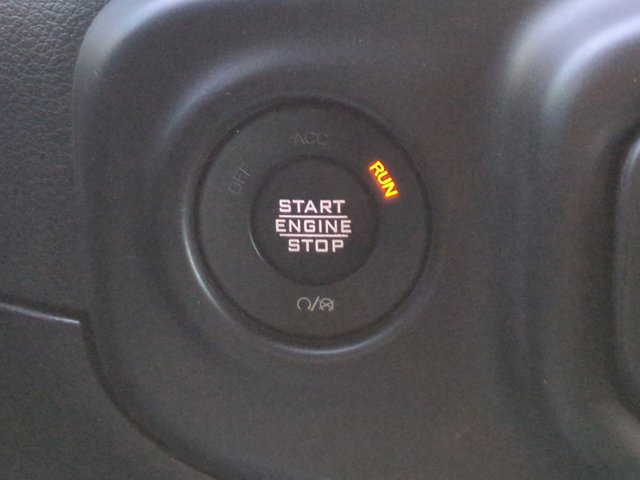 ACC
OFF
RUN
START
ENGINE
STOP